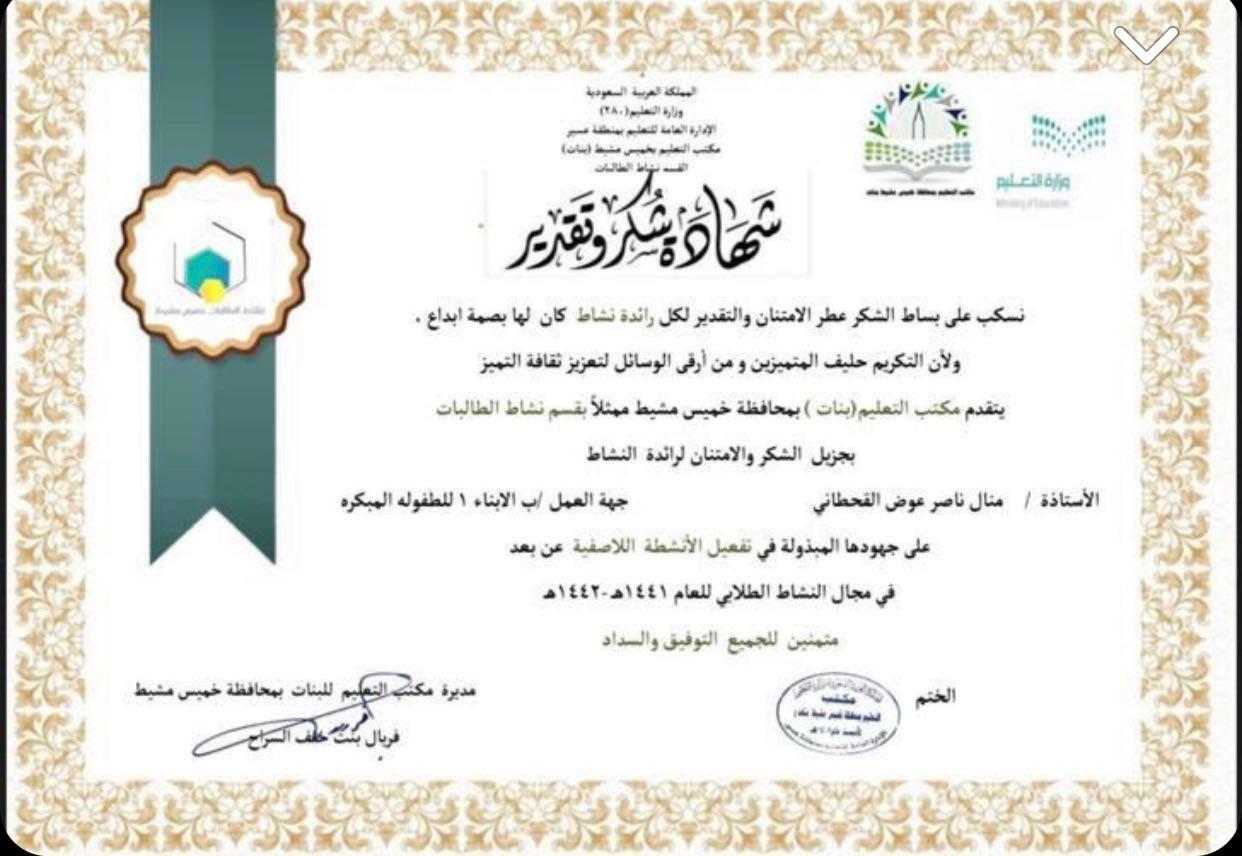 المملكة العربية السعودية
وزارة التعليم(٢٨٠)
الإدارة العامة للتعليم بمنطقة عسير
مكتب التعليم بخميس مشيط (بنات)
القسم نشاط الطالبات
وزارة التعليم
Ministry of Education
مكتب التعليم بمحافظة خميس مشيط بنات
شهادة شكر وتقدير
نشاط الطالبات.. خميس مشيط
نسكب على بساط الشكر عطر الامتنان والتقدير لكل رائدة نشاط كان لها بصمة ابداع .
ولأن التكريم حليف المتميزين و من أرقى الوسائل لتعزيز ثقافة التميز
يتقدم مكتب التعليم(بنات ) بمحافظة خميس مشيط ممثلاً بقسم نشاط الطالبات
بجزيل الشكر والامتنان لرائدة النشاط
الأستاذة / منال ناصر عوض القحطاني جهة العمل /ب الابناء ١ للطفوله المبكره
على جهودها المبذولة في تفعيل الأنشطة اللاصفية عن بعد
في مجال النشاط الطلابي للعام ١٤٤١هـ-١٤٤٢هـ
متمنين للجميع التوفيق والسداد
الختم
مديرة مكتب التعليم للبنات بمحافظة خميس مشيط
فريال بنت خلف السراح